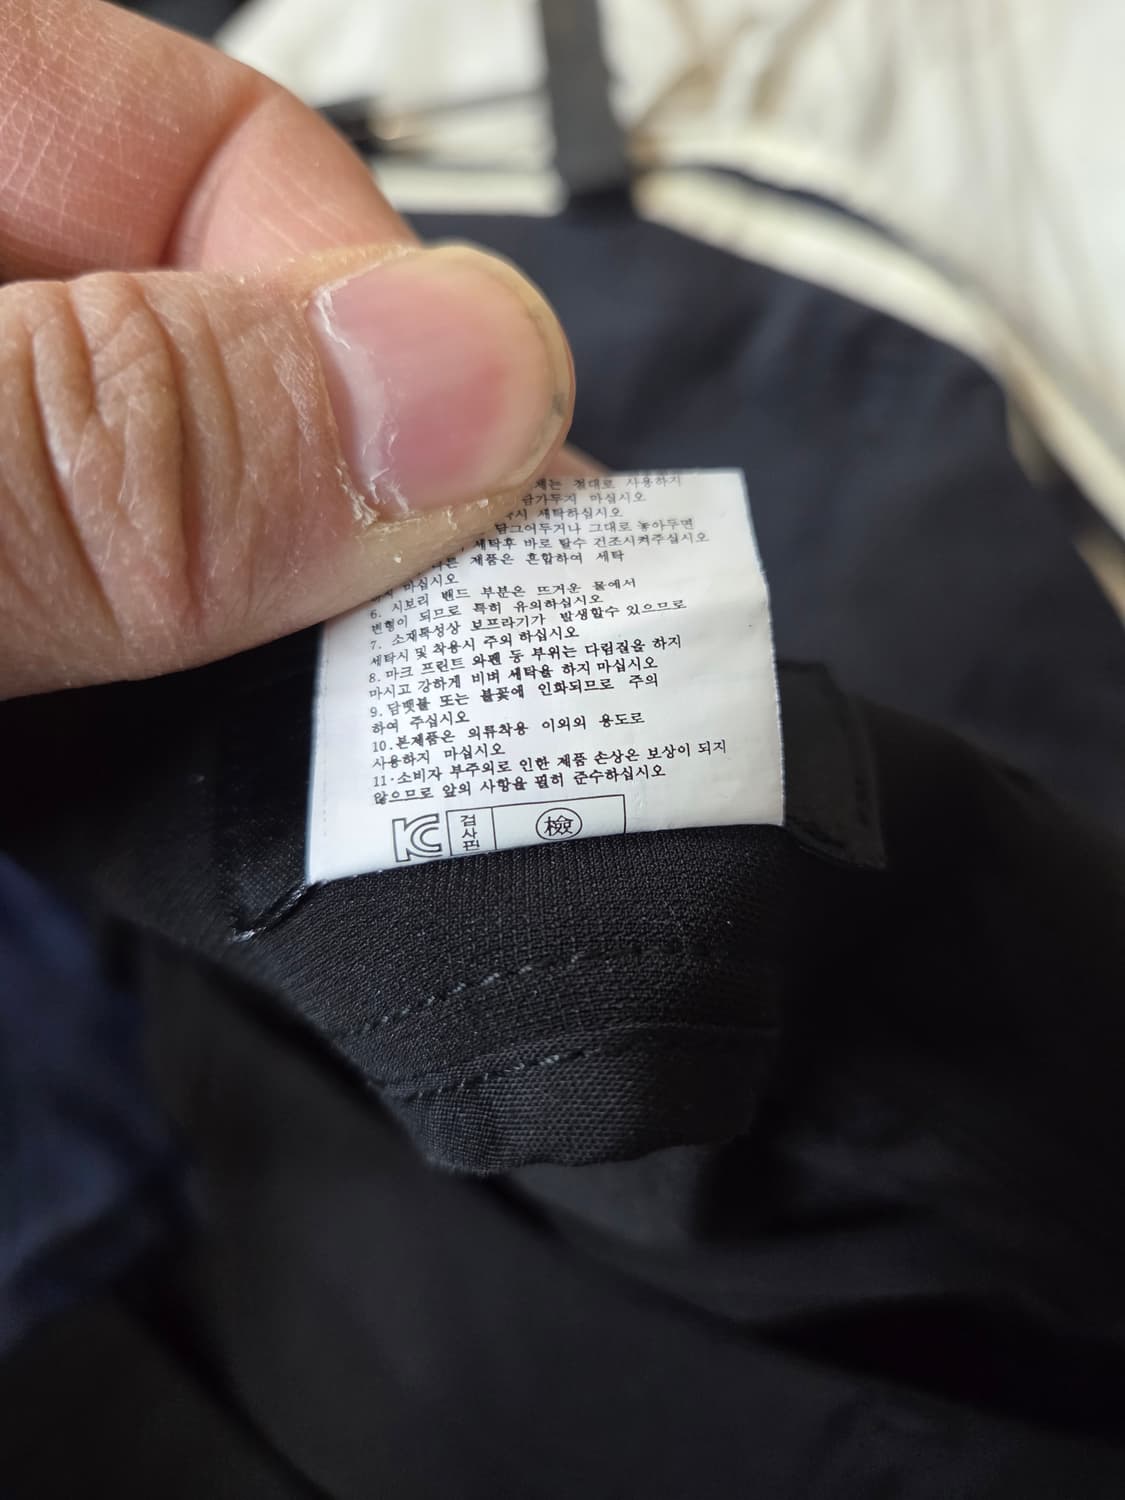 제는 절대로 사용하지
담가두지 마십시오
시 세탁하십시오
담그어두거나 그대로 놓아두면
세탁후 바로 탈수 건조시켜주십시오
다른 제품은 혼합하여 세탁
하지 마십시오
6. 시보리 밴드 부분은 뜨거운 물에서
변형이 되므로 특히 유의하십시오
7. 소재특성상 보프라기가 발생할수 있으므로
세탁시 및 착용시 주의 하십시오
8. 마크 프린트 와펜 등 부위는 다림질을 하지
마시고 강하게 비벼 세탁을 하지 마십시오
9. 담뱃불 또는 불꽃에 인화되므로 주의
하여 주십시오
10. 본제품은 의류착용 이외의 용도로
사용하지 마십시오
11·소비자 부주의로 인한 제품 손상은 보상이 되지
않으므로 앞의 사항을 필히 준수하십시오
KC 검사필 檢